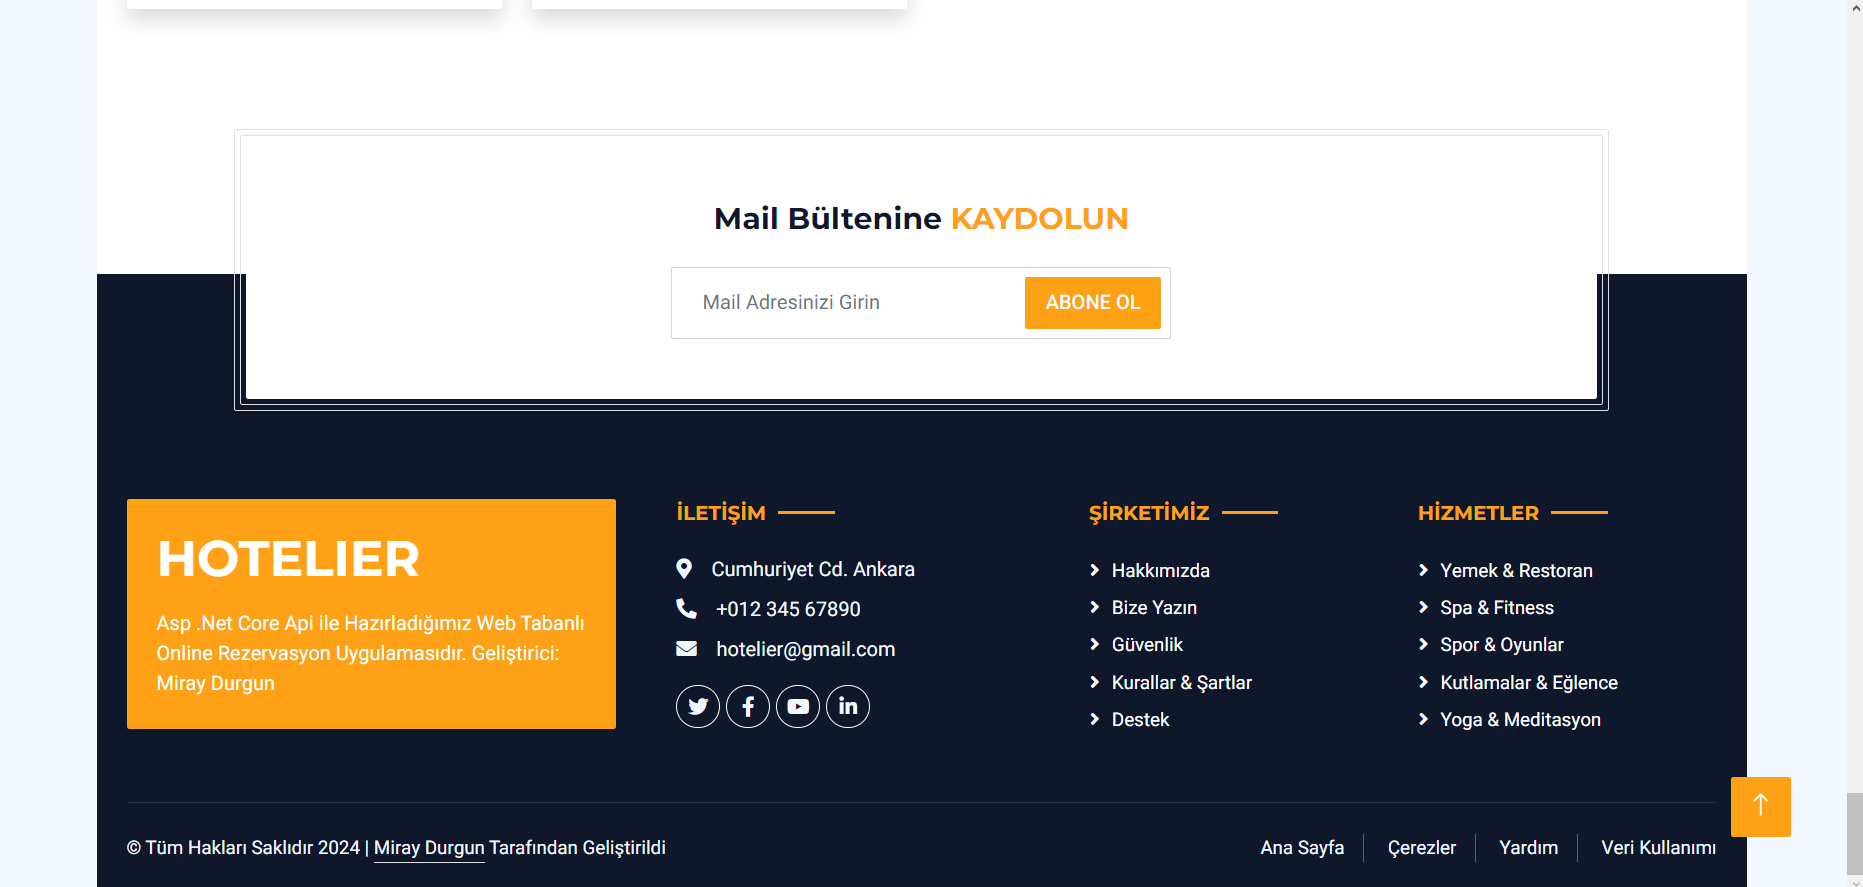 Mail Bültenine KAYDOLUN
Mail Adresinizi Girin
ABONE OL
HOTELIER
Asp .Net Core Api ile Hazırladığımız Web Tabanlı
Online Rezervasyon Uygulamasıdır. Geliştirici:
Miray Durgun
İLETİŞİM
Cumhuriyet Cd. Ankara
+012 345 67890
hotelier@gmail.com
ŞİRKETİMİZ
Hakkımızda
Bize Yazın
Güvenlik
Kurallar & Şartlar
Destek
HİZMETLER
Yemek & Restoran
Spa & Fitness
Spor & Oyunlar
Kutlamalar & Eğlence
Yoga & Meditasyon
© Tüm Hakları Saklıdır 2024 | Miray Durgun Tarafından Geliştirildi
Ana Sayfa
Çerezler
Yardım
Veri Kullanımı